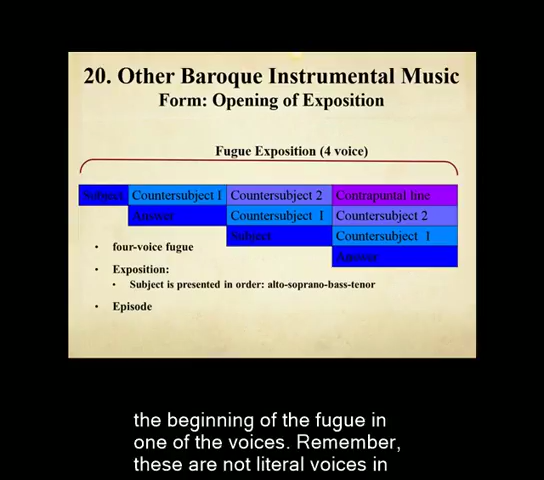 20. Other Baroque Instrumental Music
Form: Opening of Exposition
Fugue Exposition (4 voice)
Subject Countersubject I Countersubject 2 Contrapuntal line
Answer Countersubject I Countersubject 2
Subject Countersubject I
Answer
• four-voice fugue
• Exposition:
• Subject is presented in order: alto-soprano-bass-tenor
• Episode
the beginning of the fugue in
one of the voices. Remember,
these are not literal voices in